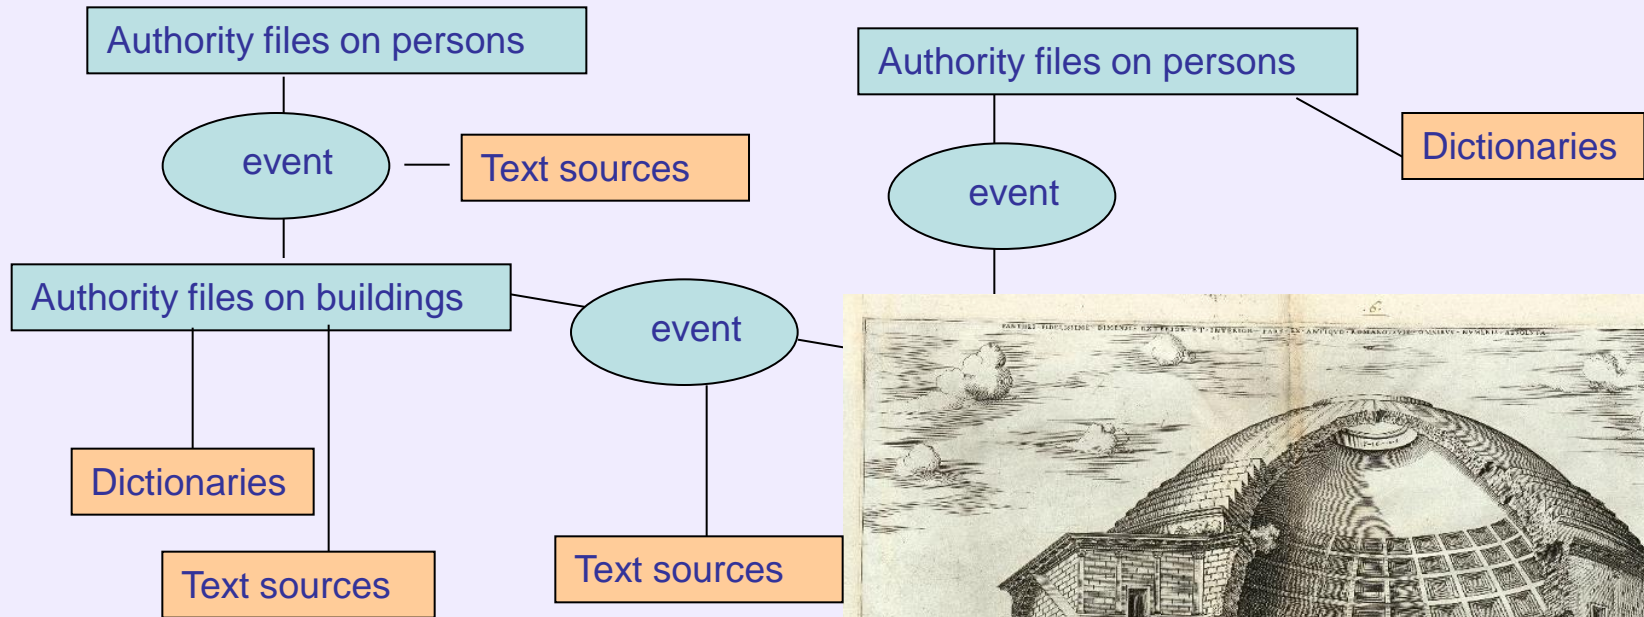 Authority files on persons
Authority files on persons
Dictionaries
event
Text sources
event
Authority files on buildings
event
.6.
Dictionaries
Text sources
Text sources